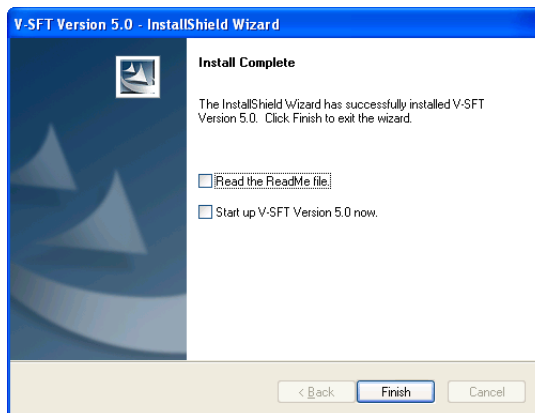 V-SFT Version 5.0 - InstallShield Wizard
Install Complete
The InstallShield Wizard has successfully installed V-SFT
Version 5.0. Click Finish to exit the wizard.
Read the ReadMe file.
Start up V-SFT Version 5.0 now.
< Back Finish Cancel